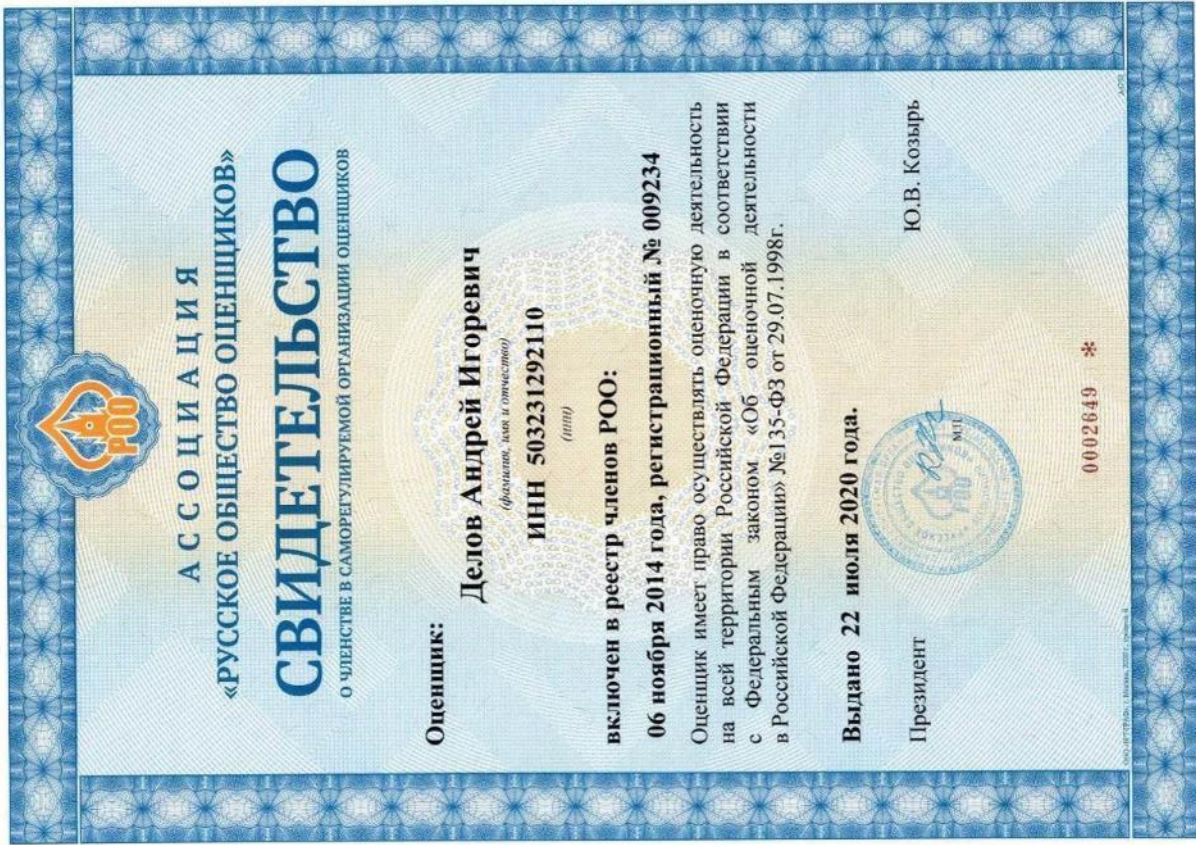 РОО
АССОЦИАЦИЯ
«РУССКОЕ ОБЩЕСТВО ОЦЕНЩИКОВ»
СВИДЕТЕЛЬСТВО
О ЧЛЕНСТВЕ В САМОРЕГУЛИРУЕМОЙ ОРГАНИЗАЦИИ ОЦЕНЩИКОВ
Оценщик:
Делов Андрей Игоревич
(фамилия, имя и отчество)
ИНН 503231292110
(инн)
включен в реестр членов РОО:
06 ноября 2014 года, регистрационный № 009234
Оценщик имеет право осуществлять оценочную деятельность
на всей территории Российской Федерации в соответствии
с Федеральным законом «Об оценочной деятельности
в Российской Федерации» №135-ФЗ от 29.07.1998г.
Выдано 22 июля 2020 года.
Президент
М.П.
Ю.В. Козырь
РОО
0002649 *